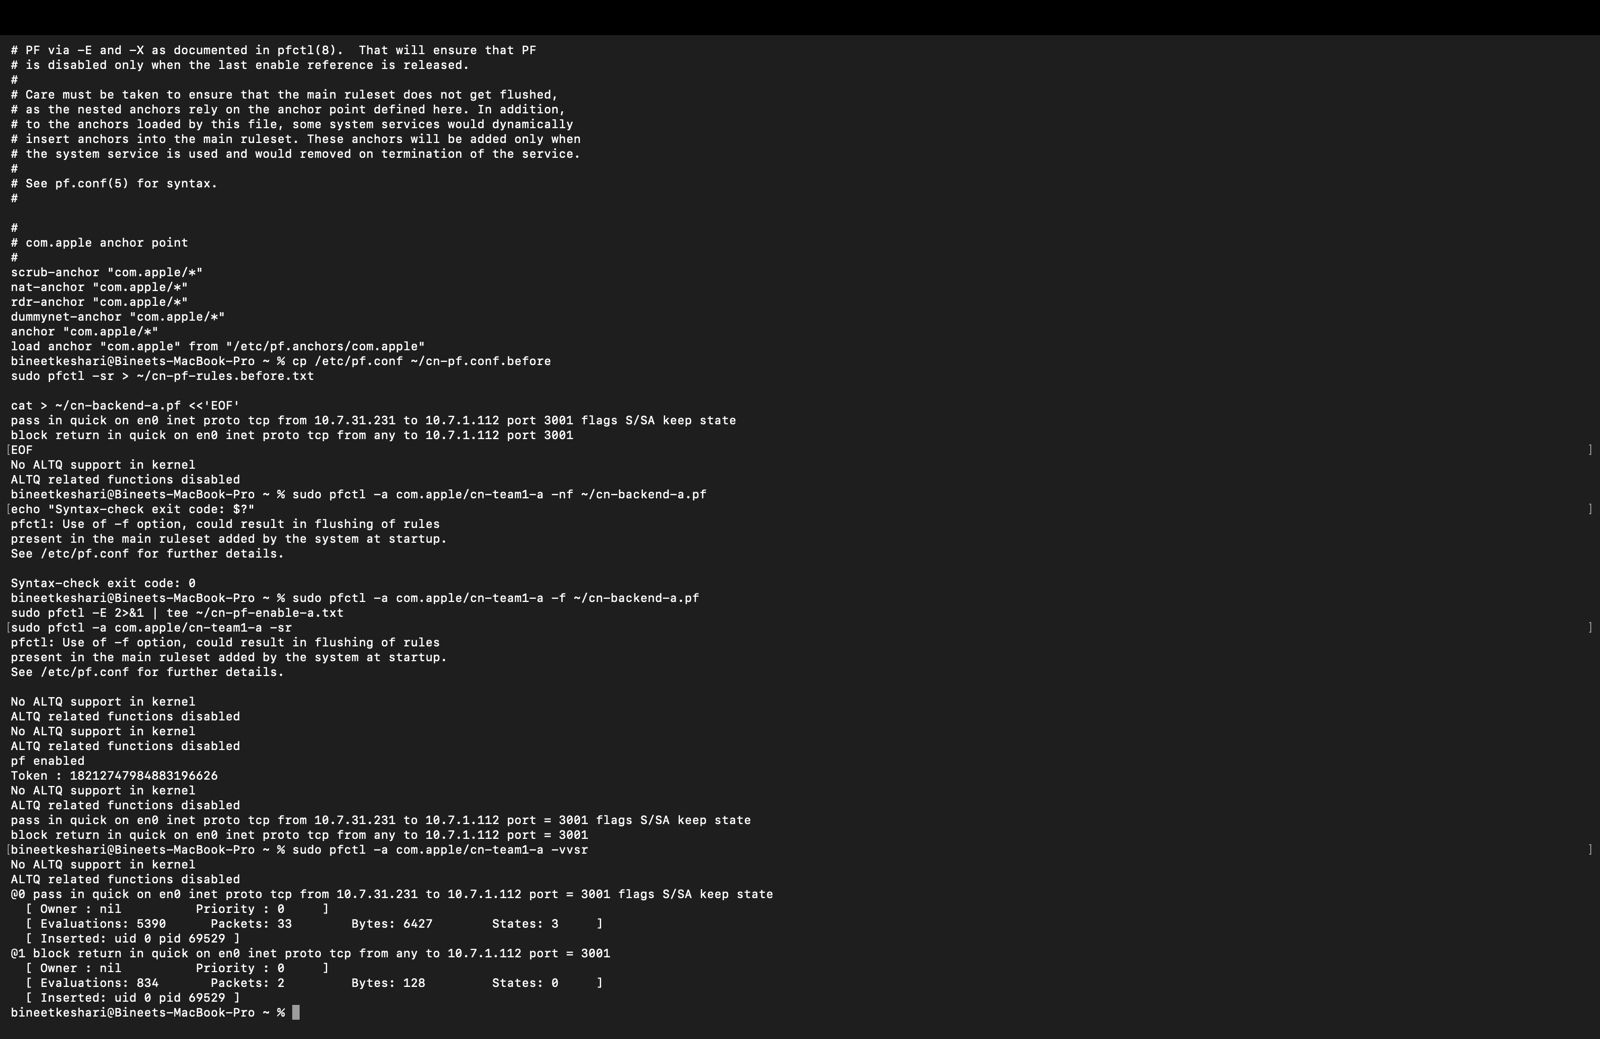 # PF via -E and -X as documented in pfctl(8).  That will ensure that PF
# is disabled only when the last enable reference is released.
#
# Care must be taken to ensure that the main ruleset does not get flushed,
# as the nested anchors rely on the anchor point defined here. In addition,
# to the anchors loaded by this file, some system services would dynamically
# insert anchors into the main ruleset. These anchors will be added only when
# the system service is used and would removed on termination of the service.
#
# See pf.conf(5) for syntax.
#

#
# com.apple anchor point
#
scrub-anchor "com.apple/*"
nat-anchor "com.apple/*"
rdr-anchor "com.apple/*"
dummynet-anchor "com.apple/*"
anchor "com.apple/*"
load anchor "com.apple" from "/etc/pf.anchors/com.apple"
bineetkeshari@Bineets-MacBook-Pro ~ % cp /etc/pf.conf ~/cn-pf.conf.before
sudo pfctl -sr > ~/cn-pf-rules.before.txt

cat > ~/cn-backend-a.pf <<'EOF'
pass in quick on en0 inet proto tcp from 10.7.31.231 to 10.7.1.112 port 3001 flags S/SA keep state
block return in quick on en0 inet proto tcp from any to 10.7.1.112 port 3001
[EOF ]
No ALTQ support in kernel
ALTQ related functions disabled
bineetkeshari@Bineets-MacBook-Pro ~ % sudo pfctl -a com.apple/cn-team1-a -nf ~/cn-backend-a.pf
[echo "Syntax-check exit code: $?" ]
pfctl: Use of -f option, could result in flushing of rules
present in the main ruleset added by the system at startup.
See /etc/pf.conf for further details.

Syntax-check exit code: 0
bineetkeshari@Bineets-MacBook-Pro ~ % sudo pfctl -a com.apple/cn-team1-a -f ~/cn-backend-a.pf
sudo pfctl -E 2>&1 | tee ~/cn-pf-enable-a.txt
[sudo pfctl -a com.apple/cn-team1-a -sr ]
pfctl: Use of -f option, could result in flushing of rules
present in the main ruleset added by the system at startup.
See /etc/pf.conf for further details.

No ALTQ support in kernel
ALTQ related functions disabled
No ALTQ support in kernel
ALTQ related functions disabled
pf enabled
Token : 18212747984883196626
No ALTQ support in kernel
ALTQ related functions disabled
pass in quick on en0 inet proto tcp from 10.7.31.231 to 10.7.1.112 port = 3001 flags S/SA keep state
block return in quick on en0 inet proto tcp from any to 10.7.1.112 port = 3001
[bineetkeshari@Bineets-MacBook-Pro ~ % sudo pfctl -a com.apple/cn-team1-a -vvsr ]
No ALTQ support in kernel
ALTQ related functions disabled
@0 pass in quick on en0 inet proto tcp from 10.7.31.231 to 10.7.1.112 port = 3001 flags S/SA keep state
  [ Owner : nil          Priority : 0     ]
  [ Evaluations: 5390      Packets: 33        Bytes: 6427        States: 3     ]
  [ Inserted: uid 0 pid 69529 ]
@1 block return in quick on en0 inet proto tcp from any to 10.7.1.112 port = 3001
  [ Owner : nil          Priority : 0     ]
  [ Evaluations: 834       Packets: 2         Bytes: 128         States: 0     ]
  [ Inserted: uid 0 pid 69529 ]
bineetkeshari@Bineets-MacBook-Pro ~ %